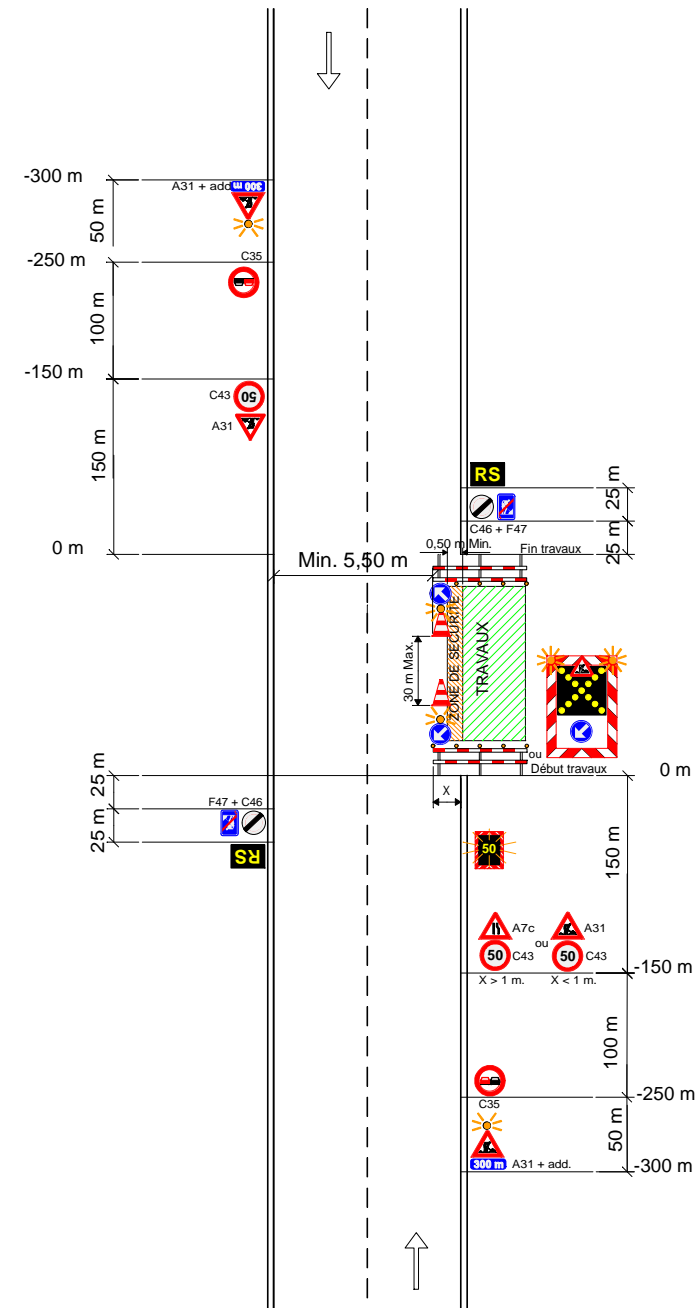 -300 m
A31 + add.
300 m
50 m
-250 m
C35
100 m
-150 m
C43
50
A31
150 m
RS
25 m
C46 + F47
0,50 m Min.
Fin travaux
25 m
0 m
Min. 5,50 m
30 m Max.
ZONE DE SECURITE
TRAVAUX
ou
Début travaux
0 m
X
25 m
F47 + C46
25 m
RS
50
150 m
A7c
A31
ou
50
C43
50
C43
X > 1 m.
X < 1 m.
-150 m
100 m
C35
-250 m
50 m
300 m
A31 + add.
-300 m